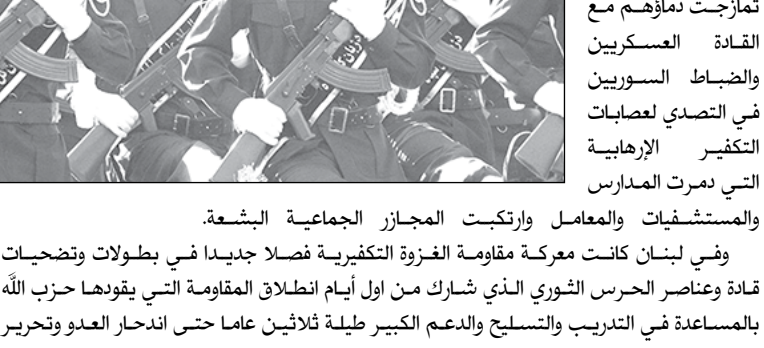 تمازجت دماؤهم مع
القادة العسكريين
والضباط السوريين
في التصدي لعصابات
التكفير الإرهابية
التي دمرت المدارس
والمستشفيات والمعامل وارتكبت المجازر الجماعية البشعة.
وفي لبنان كانت معركة مقاومة الغزوة التكفيرية فصلا جديدا في بطولات وتضحيات
قادة وعناصر الحرس الثوري الذي شارك من اول أيام انطلاق المقاومة التي يقودها حزب الله
بالمساعدة في التدريب والتسليح والدعم الكبير طيلة ثلاثين عاما حتى اندحار العدو وتحرير